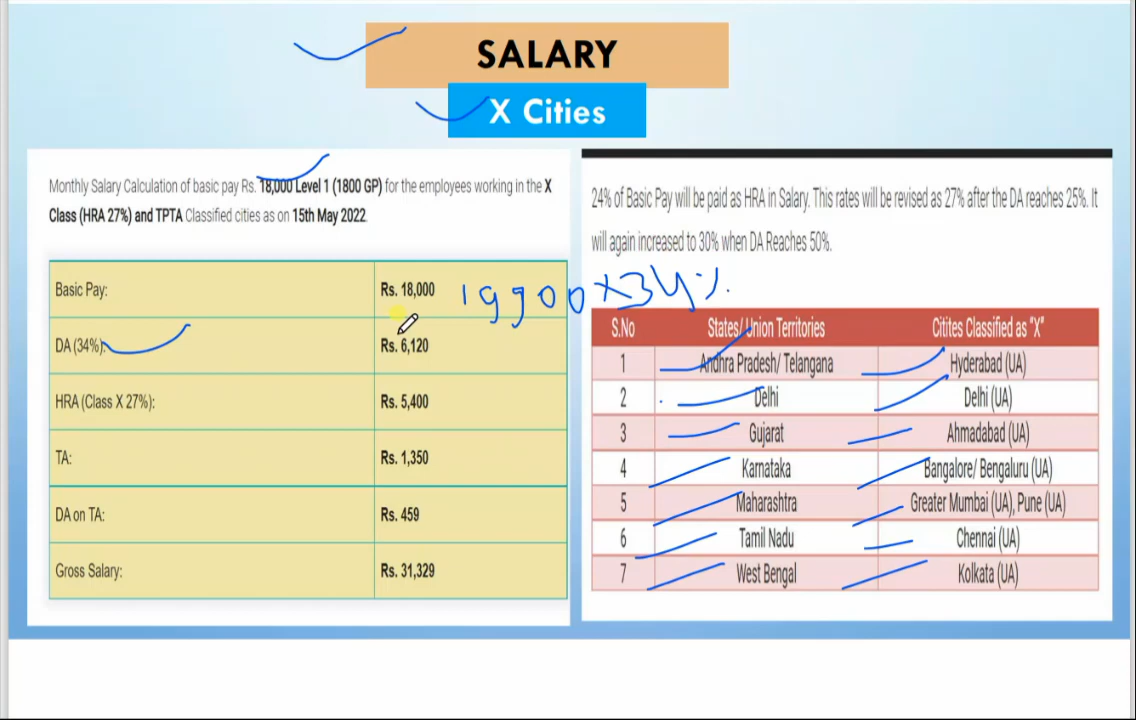 SALARY
X Cities
Monthly Salary Calculation of basic pay Rs. 18,000 Level 1 (1800 GP) for the employees working in the X
Class (HRA 27%) and TPTA Classified cities as on 15th May 2022.
Basic Pay: Rs. 18,000
DA (34%): Rs. 6,120
HRA (Class X 27%): Rs. 5,400
TA: Rs. 1,350
DA on TA: Rs. 459
Gross Salary: Rs. 31,329
24% of Basic Pay will be paid as HRA in Salary. This rates will be revised as 27% after the DA reaches 25%. It
will again increased to 30% when DA Reaches 50%.
19900 X 34%.
S.No States/ Union Territories Citites Classified as "X"
1 Andhra Pradesh/ Telangana Hyderabad (UA)
2 Delhi Delhi (UA)
3 Gujarat Ahmadabad (UA)
4 Karnataka Bangalore/ Bengaluru (UA)
5 Maharashtra Greater Mumbai (UA), Pune (UA)
6 Tamil Nadu Chennai (UA)
7 West Bengal Kolkata (UA)